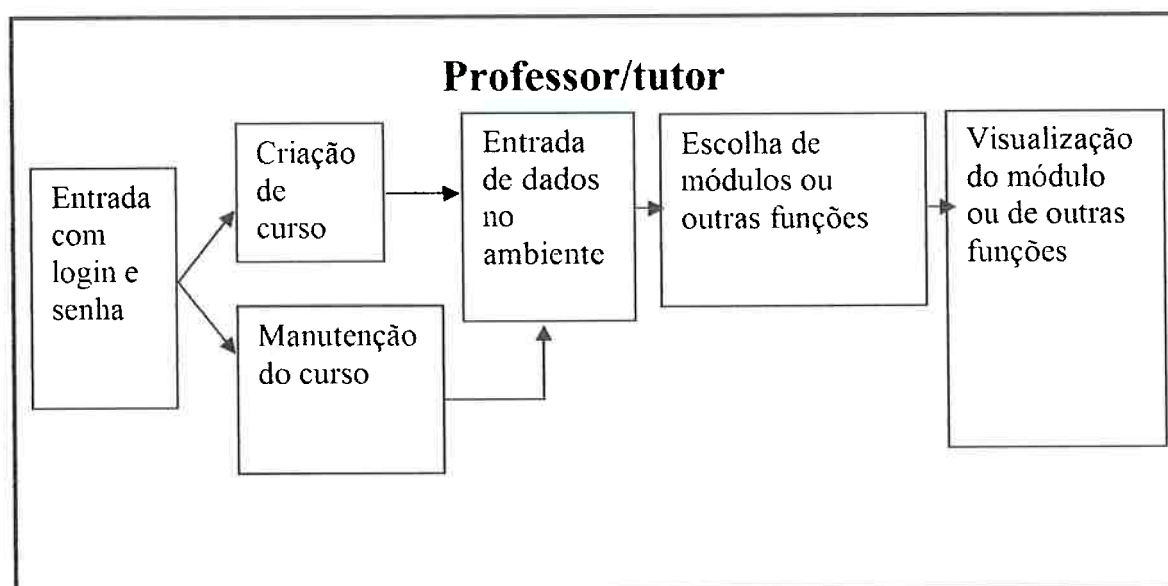 Professor/tutor
Entrada
com
login e
senha
Criação
de
curso
Manutenção
do curso
Entrada
de dados
no
ambiente
Escolha de
módulos ou
outras funções
Visualização
do módulo
ou de outras
funções